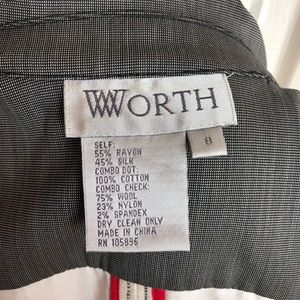 WORTH
8
SELF:
55% RAYON
45% SILK
COMBO DOT:
100% COTTON
COMBO CHECK:
75% WOOL
23% NYLON
2% SPANDEX
DRY CLEAN ONLY
MADE IN CHINA
RN 105896